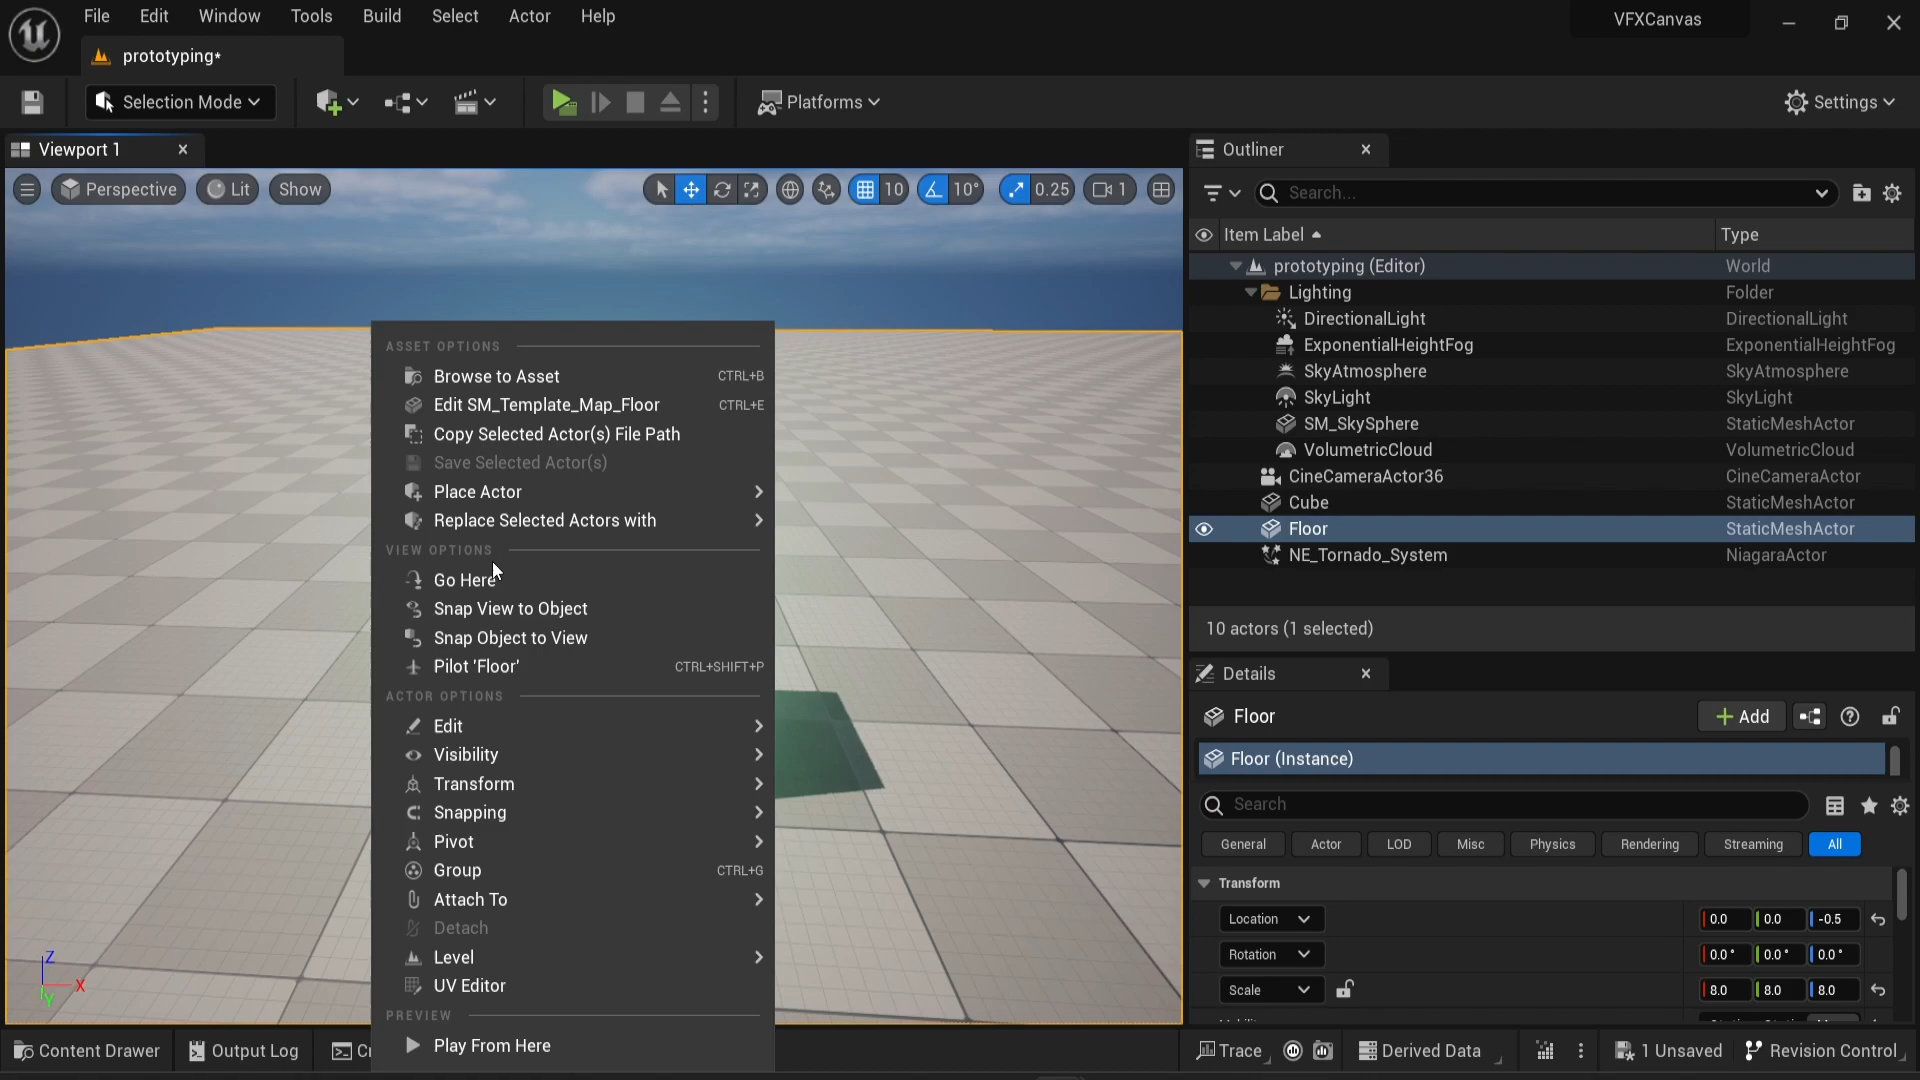 File Edit Window Tools Build Select Actor Help
VFXCanvas
prototyping*
Selection Mode
Platforms
Settings
Viewport 1
Perspective Lit Show 10 10° 0.25 1
ASSET OPTIONS
Browse to Asset CTRL+B
Edit SM_Template_Map_Floor CTRL+E
Copy Selected Actor(s) File Path
Save Selected Actor(s)
Place Actor
Replace Selected Actors with
VIEW OPTIONS
Go Here
Snap View to Object
Snap Object to View
Pilot 'Floor' CTRL+SHIFT+P
ACTOR OPTIONS
Edit
Visibility
Transform
Snapping
Pivot
Group CTRL+G
Attach To
Detach
Level
UV Editor
PREVIEW
Play From Here
Z
X
Y
Outliner
Search...
Item Label Type
prototyping (Editor) World
Lighting Folder
DirectionalLight DirectionalLight
ExponentialHeightFog ExponentialHeightFog
SkyAtmosphere SkyAtmosphere
SkyLight SkyLight
SM_SkySphere StaticMeshActor
VolumetricCloud VolumetricCloud
CineCameraActor36 CineCameraActor
Cube StaticMeshActor
Floor StaticMeshActor
NE_Tornado_System NiagaraActor
10 actors (1 selected)
Details
Floor Add
Floor (Instance)
Search
General Actor LOD Misc Physics Rendering Streaming All
Transform
Location 0.0 0.0 -0.5
Rotation 0.0° 0.0° 0.0°
Scale 8.0 8.0 8.0
Content Drawer Output Log Trace Derived Data 1 Unsaved Revision Control